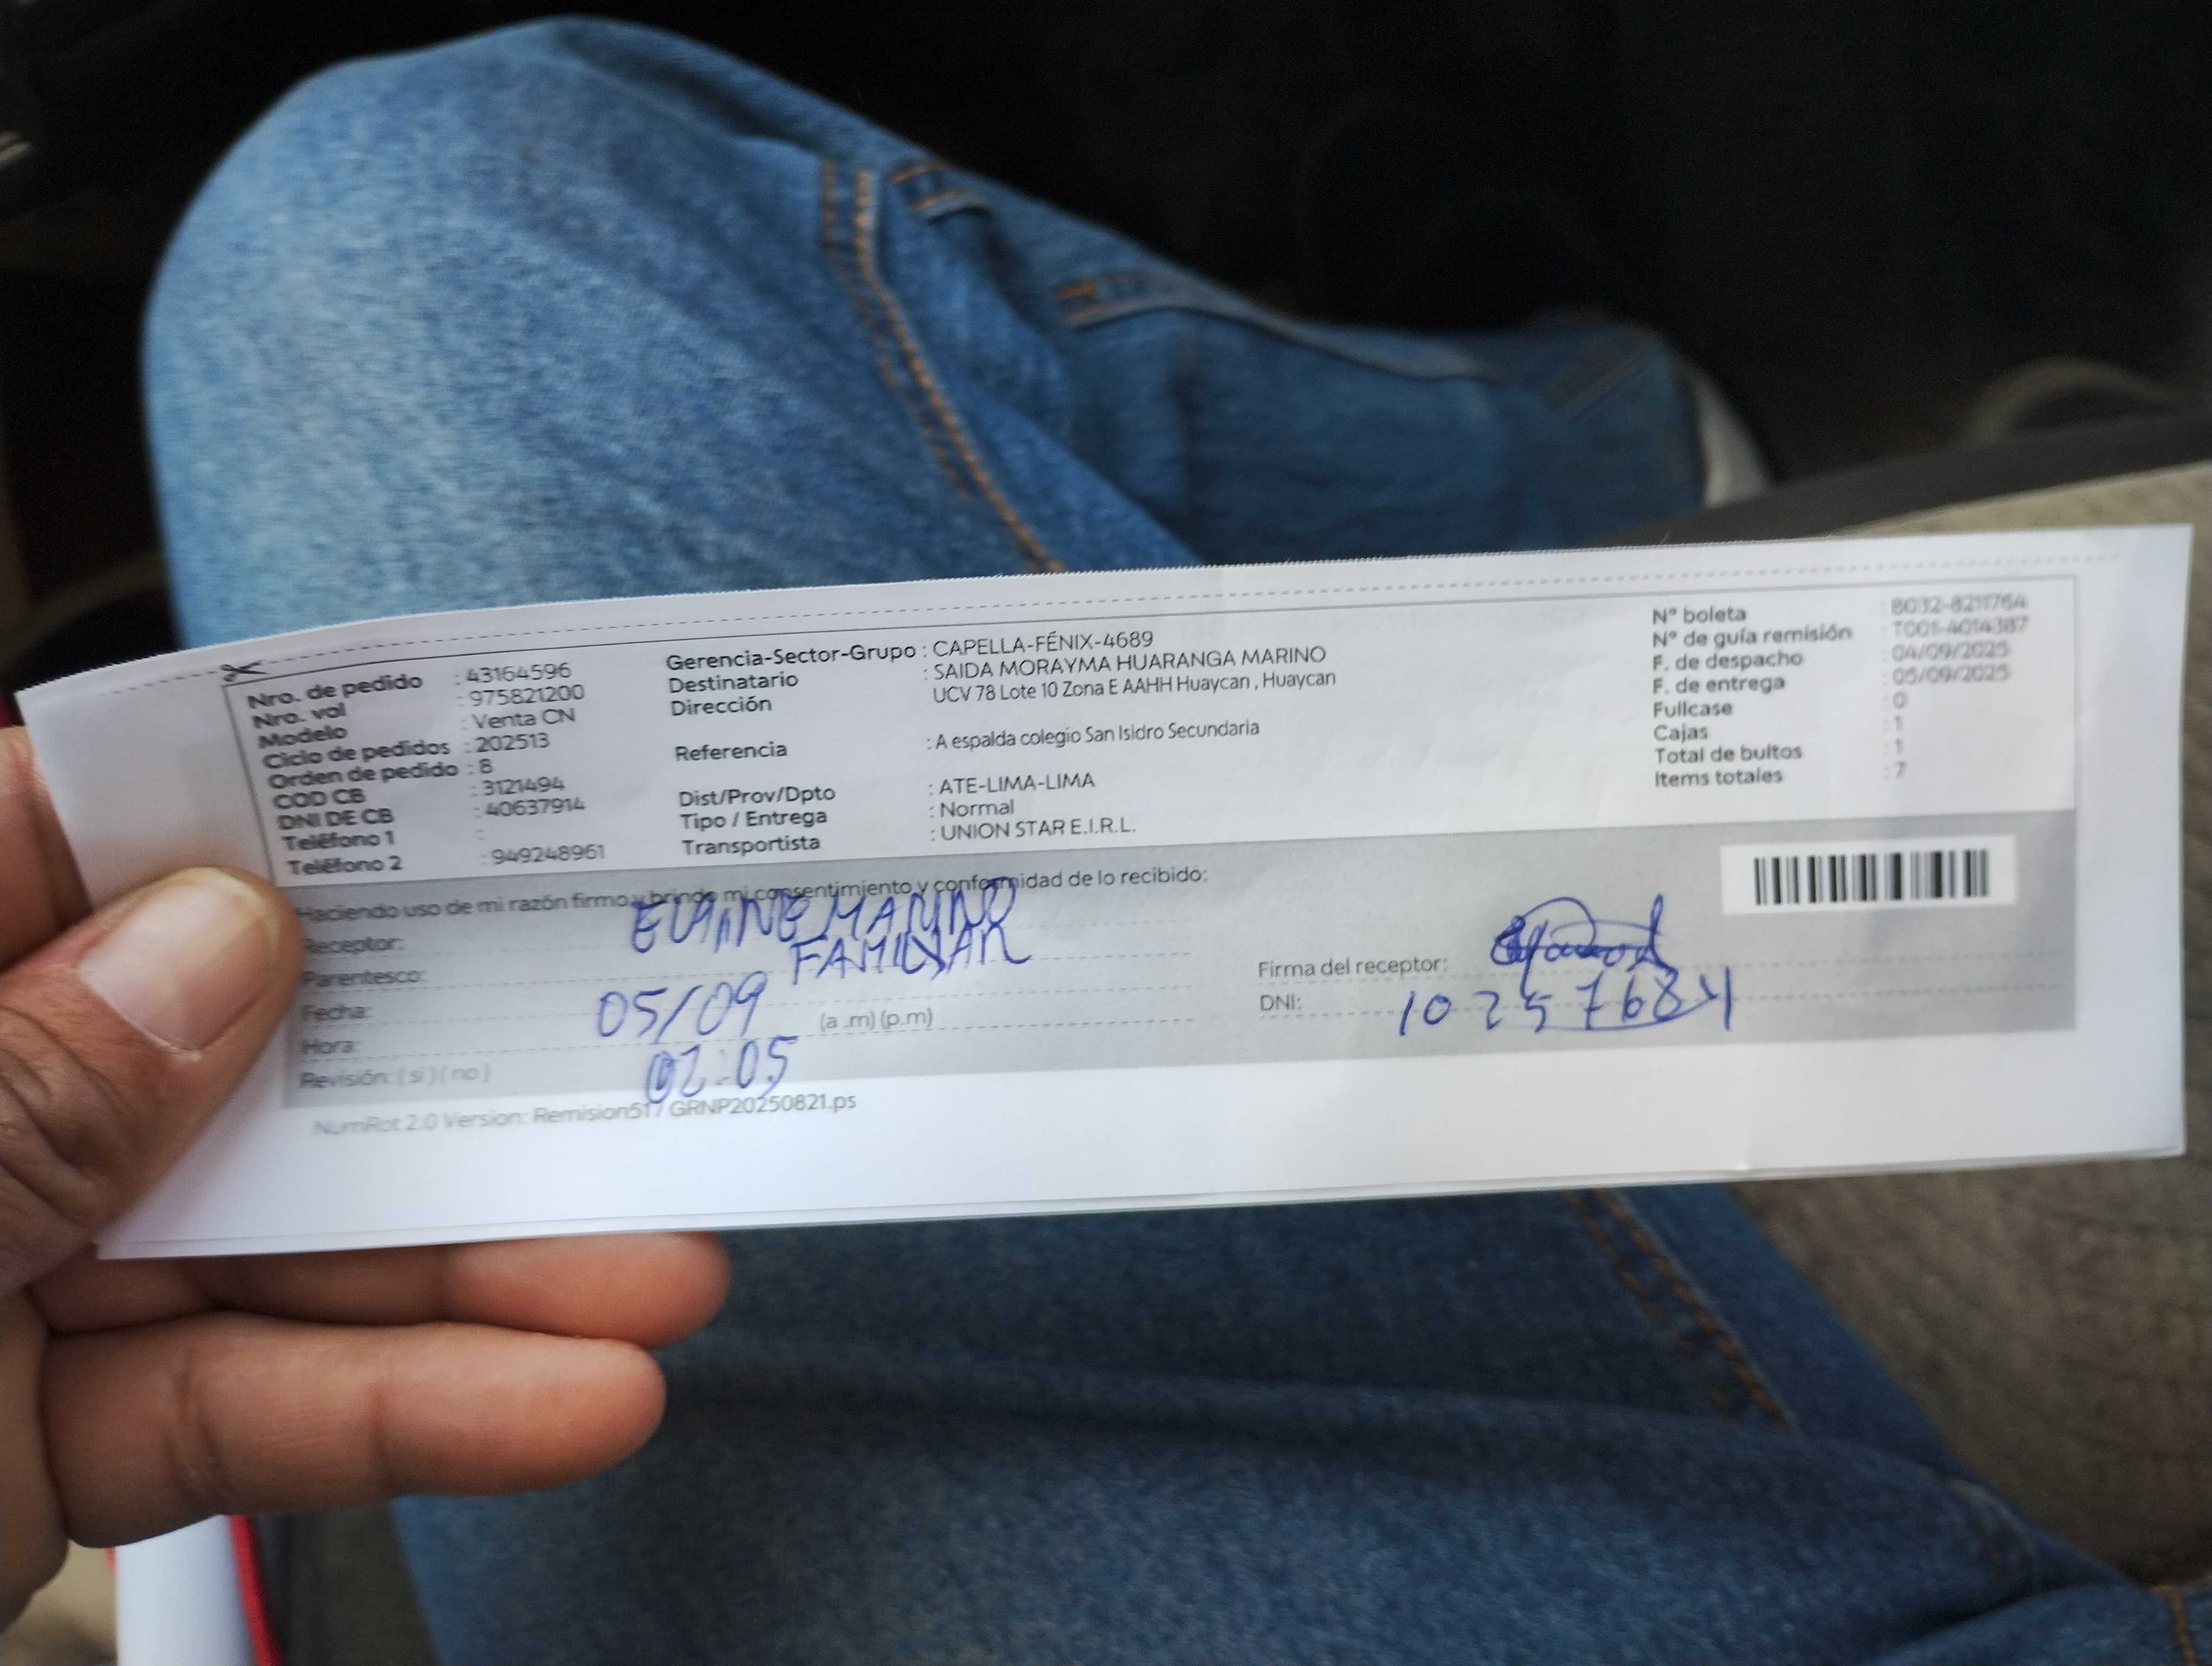 Nro. de pedido : 43164596
Nro. vol : 975821200
Modelo : Venta CN
Ciclo de pedidos : 202513
Orden de pedido : 8
COD CB : 3121494
DNI DE CB : 40637914
Teléfono 1 :
Teléfono 2 : 949248961
Gerencia-Sector-Grupo : CAPELLA-FÉNIX-4689
Destinatario : SAIDA MORAYMA HUARANGA MARINO
Dirección UCV 78 Lote 10 Zona E AAHH Huaycan , Huaycan
Referencia : A espalda colegio San Isidro Secundaria
Dist/Prov/Dpto : ATE-LIMA-LIMA
Tipo / Entrega : Normal
Transportista : UNION STAR E.I.R.L.
N° boleta : B032-8211764
N° de guía remisión : T001-4014387
F. de despacho : 04/09/2025
F. de entrega : 05/09/2025
Fullcase : 0
Cajas : 1
Total de bultos : 1
Items totales : 7
Haciendo uso de mi razón firmo y brindo mi consentimiento y conformidad de lo recibido:
Receptor: MARINO
Parentesco: FAMILIAR
Fecha: 05/09
Hora: 02:05 (a .m) (p.m)
Revisión: ( si ) ( no )
Firma del receptor:
DNI: 10257684
NumRot 2.0 Version: Remision517 GRNP20250821.ps